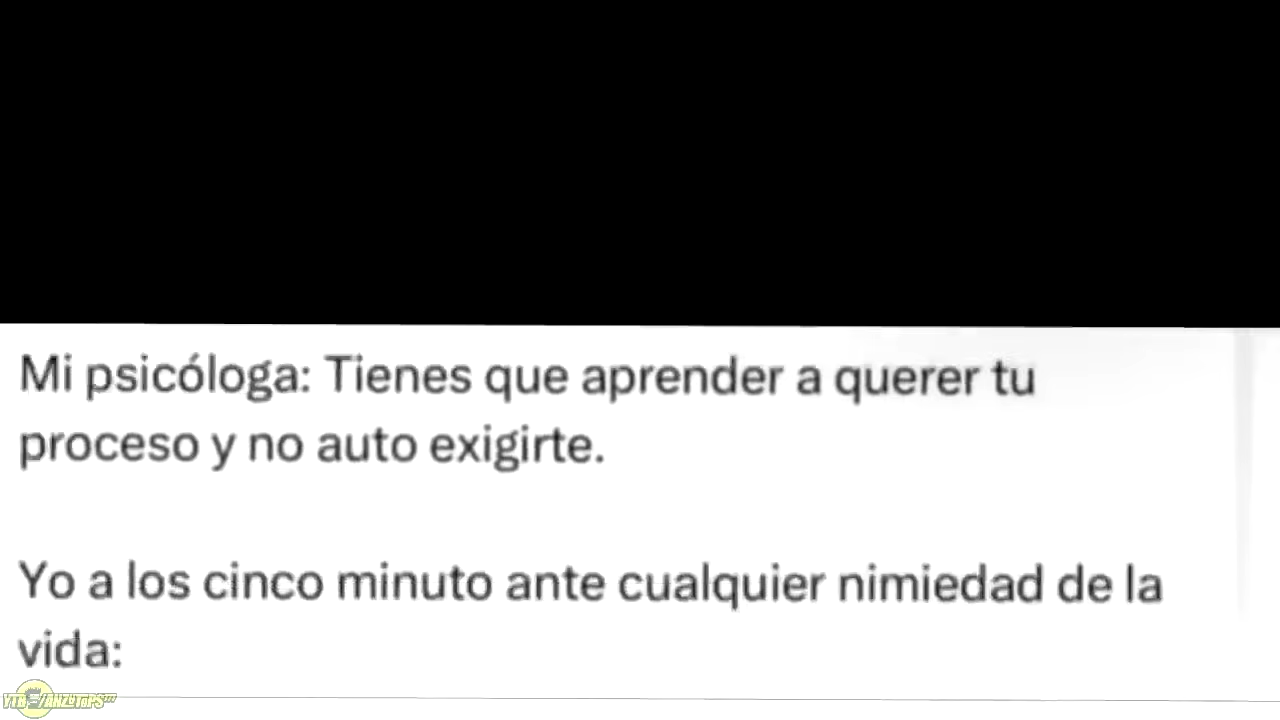 Mi psicóloga: Tienes que aprender a querer tu
proceso y no auto exigirte.
Yo a los cinco minuto ante cualquier nimiedad de la
vida: